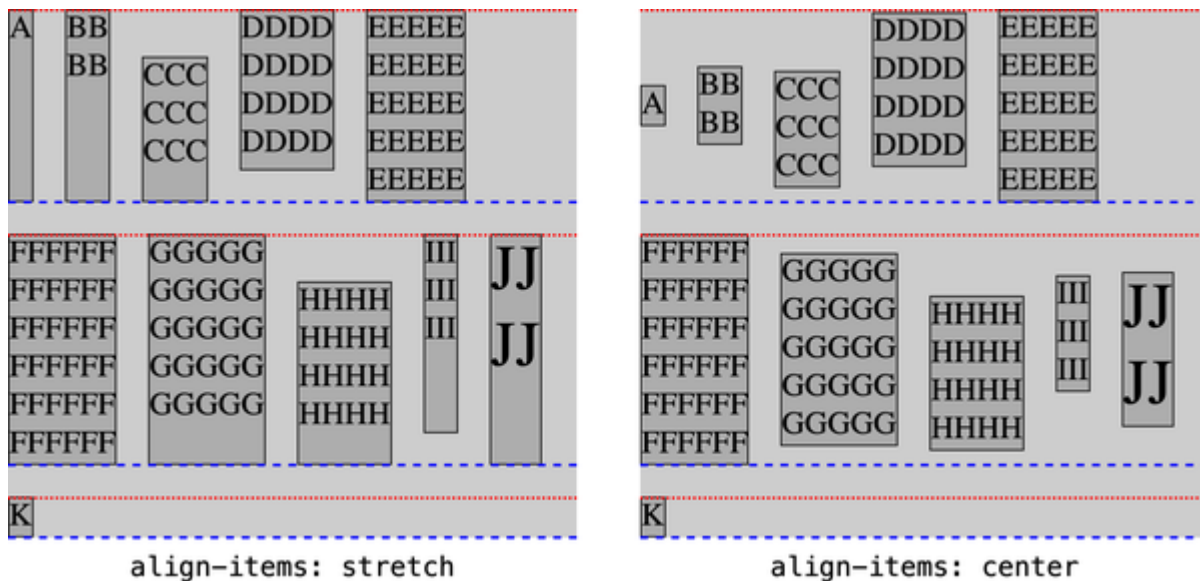 A
BB
BB
CCC
CCC
CCC
DDDD
DDDD
DDDD
DDDD
EEEEE
EEEEE
EEEEE
EEEEE
EEEEE
FFFFFF
FFFFFF
FFFFFF
FFFFFF
FFFFFF
FFFFFF
GGGGG
GGGGG
GGGGG
GGGGG
GGGGG
HHHH
HHHH
HHHH
HHHH
III
III
III
JJ
JJ
K
align-items: stretch
A
BB
BB
CCC
CCC
CCC
DDDD
DDDD
DDDD
DDDD
EEEEE
EEEEE
EEEEE
EEEEE
EEEEE
FFFFFF
FFFFFF
FFFFFF
FFFFFF
FFFFFF
FFFFFF
GGGGG
GGGGG
GGGGG
GGGGG
GGGGG
HHHH
HHHH
HHHH
HHHH
III
III
III
JJ
JJ
K
align-items: center